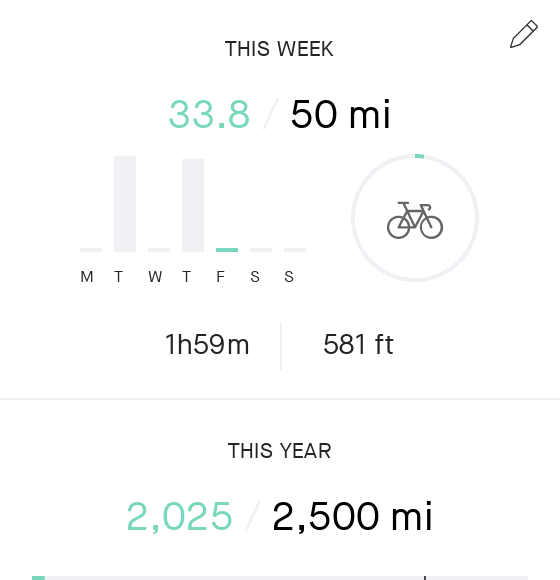 THIS WEEK
33.8 / 50 mi
M T W T F S S
1h59m 581 ft
THIS YEAR
2,025 / 2,500 mi